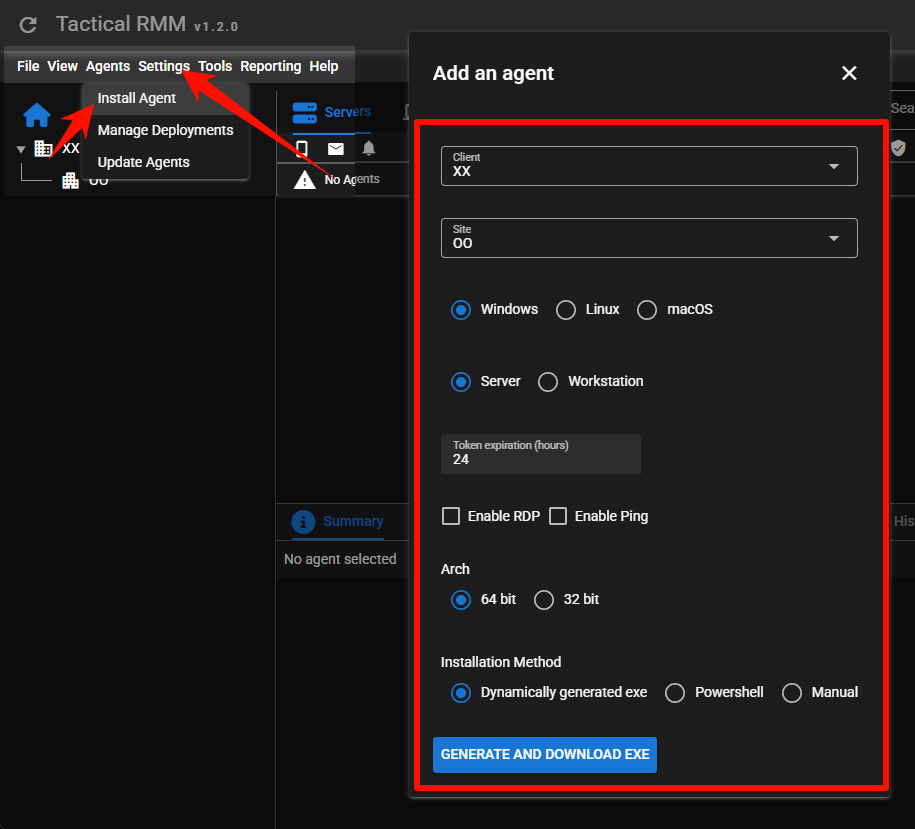 Tactical RMM v1.2.0
File View Agents Settings Tools Reporting Help
Install Agent
Manage Deployments
Update Agents
XX
OO
Servers
No Agents
Sea
Summary
His
No agent selected
Add an agent
Client
XX
Site
OO
Windows Linux macOS
Server Workstation
Token expiration (hours)
24
Enable RDP Enable Ping
Arch
64 bit 32 bit
Installation Method
Dynamically generated exe Powershell Manual
GENERATE AND DOWNLOAD EXE